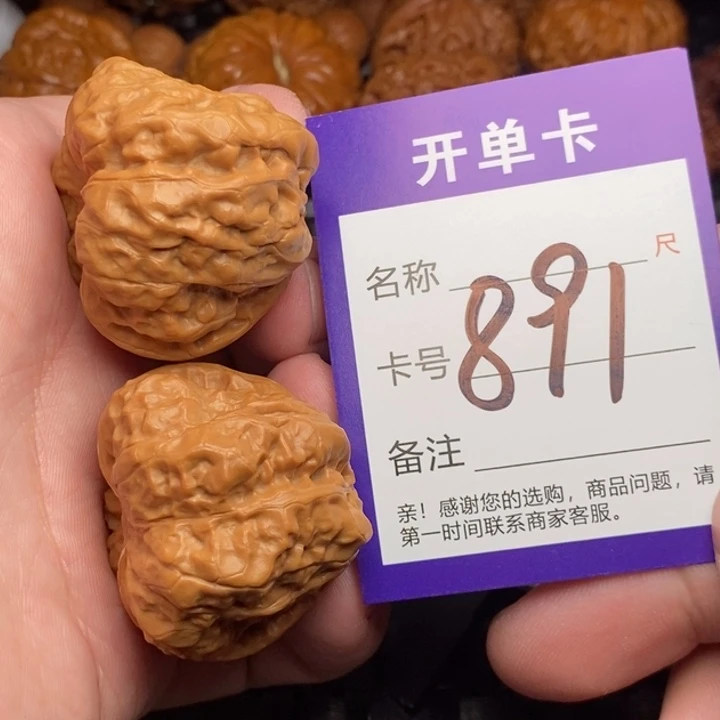 开单卡
名称 尺
卡号 891
备注
亲！感谢您的选购，商品问题，请
第一时间联系商家客服。